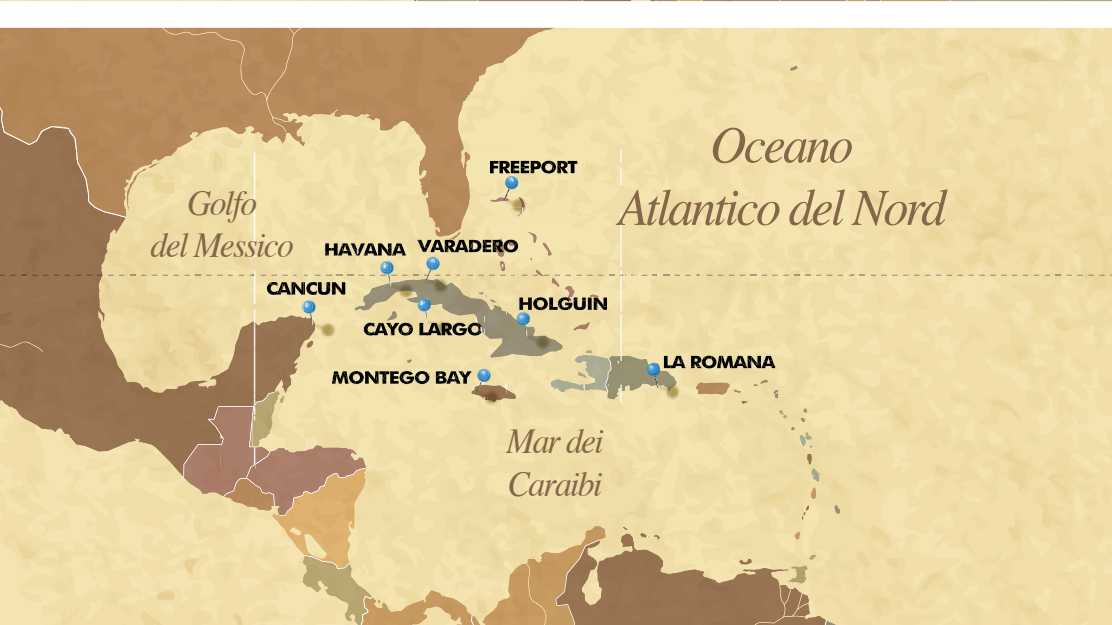 Oceano
Atlantico del Nord
FREEPORT
Golfo
del Messico
HAVANA
VARADERO
CANCUN
HOLGUIN
CAYO LARGO
LA ROMANA
MONTEGO BAY
Mar dei
Caraibi